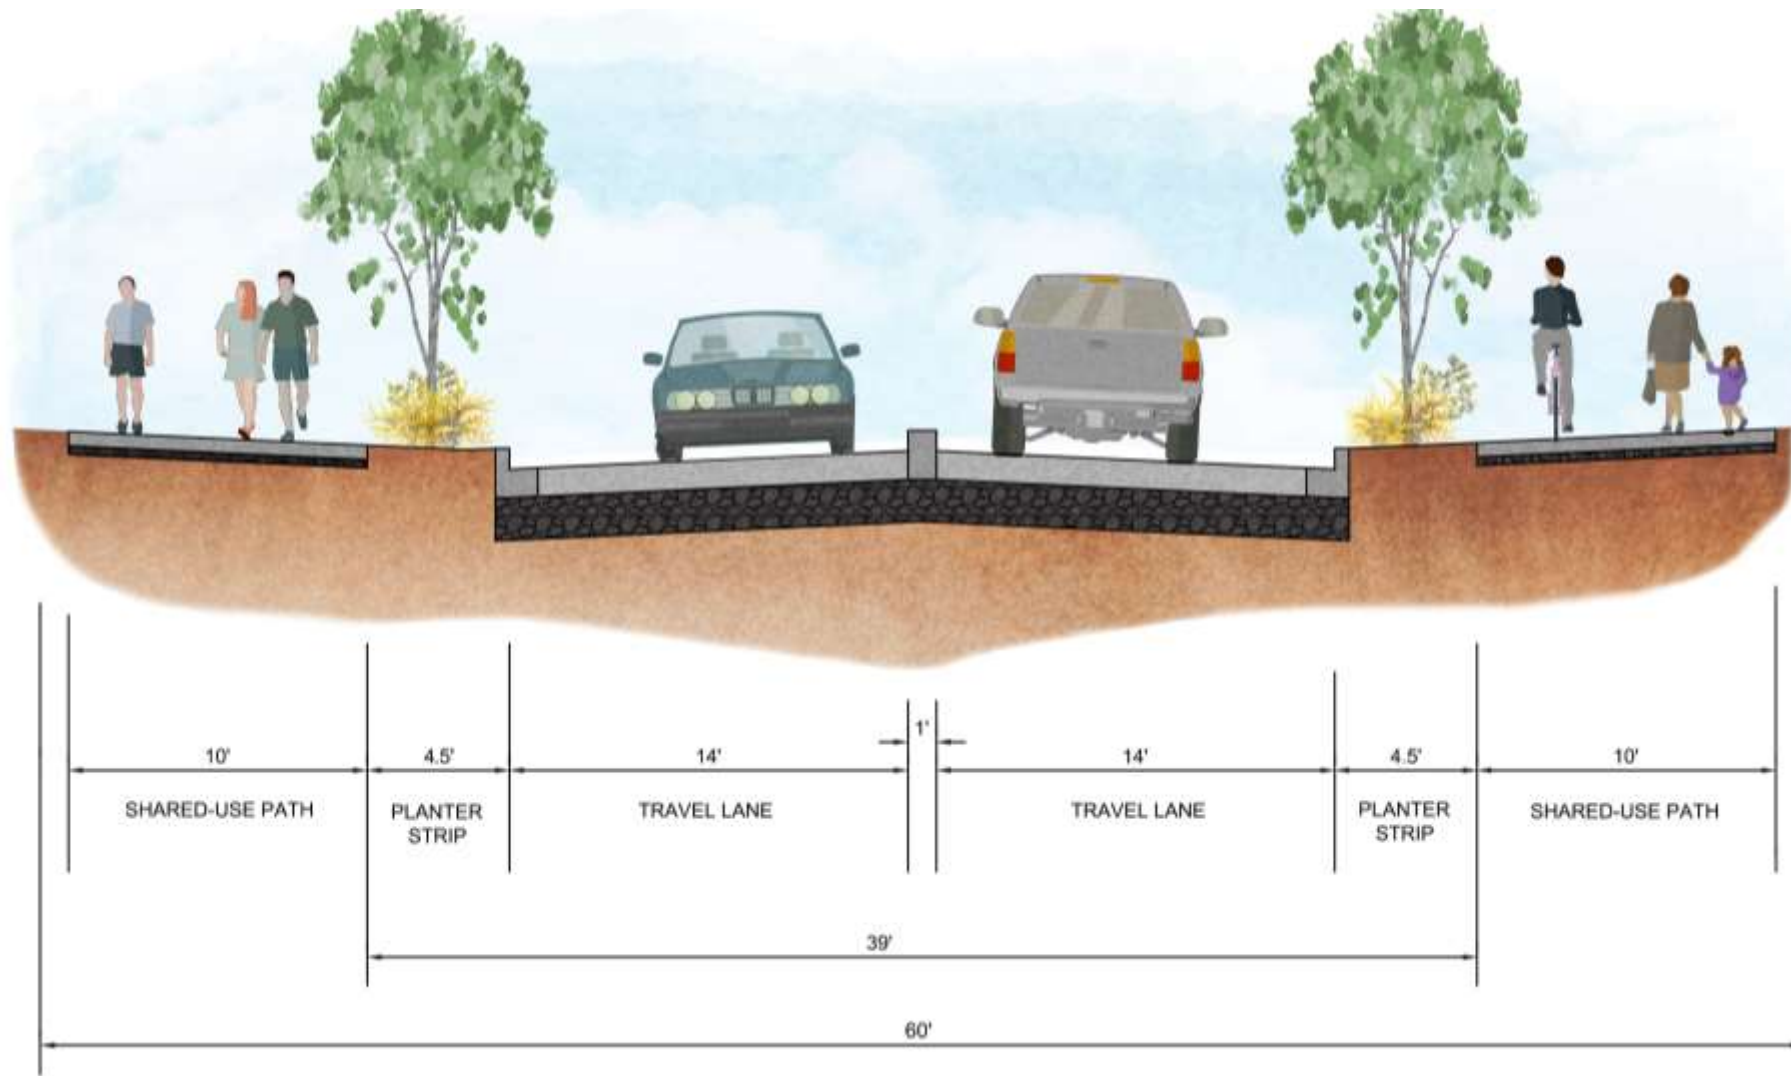 1'
10'
4.5'
14'
14'
4.5'
10'
SHARED-USE PATH
PLANTER
STRIP
TRAVEL LANE
TRAVEL LANE
PLANTER
STRIP
SHARED-USE PATH
39'
60'